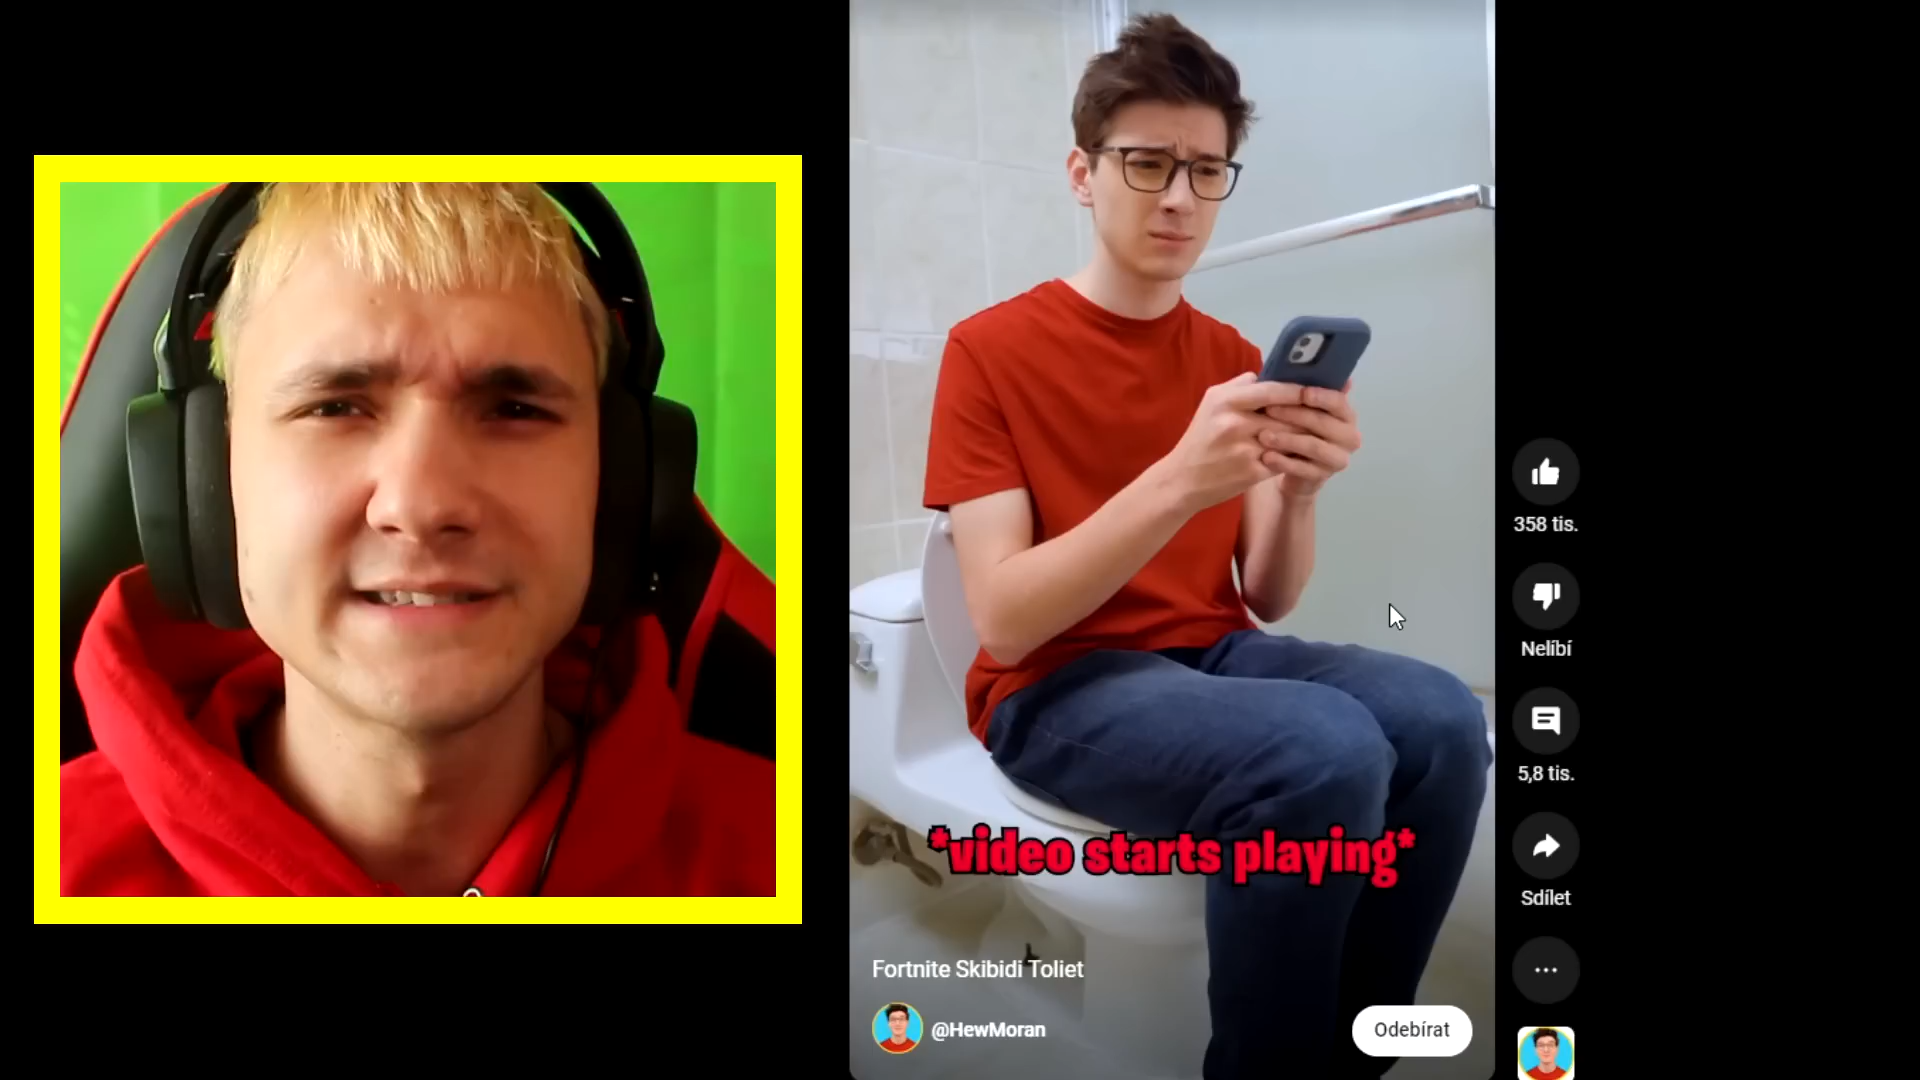 *video starts playing*
Fortnite Skibidi Toliet
@HewMoran
Odebírat
358 tis.
Nelíbí
5,8 tis.
Sdílet